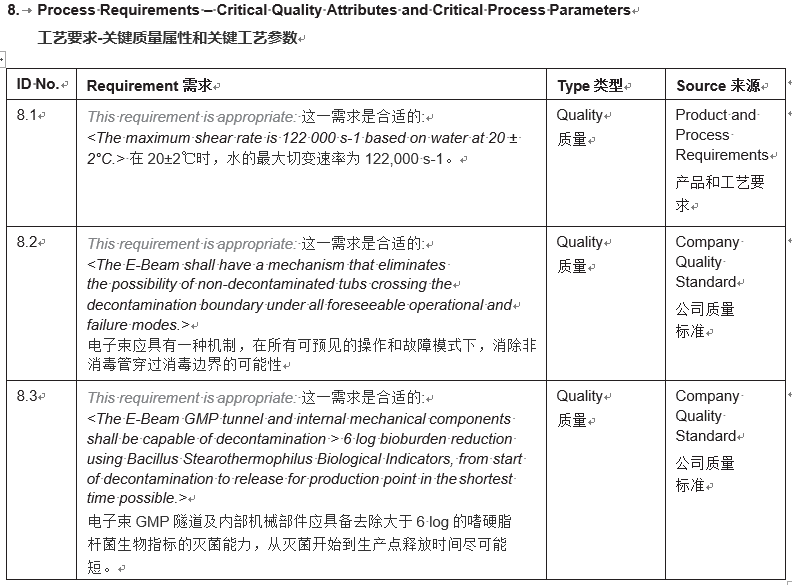 8. Process Requirements – Critical Quality Attributes and Critical Process Parameters
工艺要求-关键质量属性和关键工艺参数
ID No. Requirement 需求 Type 类型 Source 来源
8.1
This requirement is appropriate: 这一需求是合适的:
<The maximum shear rate is 122 000 s-1 based on water at 20 ±
2°C.> 在 20±2℃时，水的最大切变速率为 122,000 s-1。
Quality
质量
Product and
Process
Requirements
产品和工艺要
求
8.2
This requirement is appropriate: 这一需求是合适的:
<The E-Beam shall have a mechanism that eliminates
the possibility of non-decontaminated tubs crossing the
decontamination boundary under all foreseeable operational and
failure modes.>
电子束应具有一种机制，在所有可预见的操作和故障模式下，消除非
消毒管穿过消毒边界的可能性
Quality
质量
Company
Quality
Standard
公司质量
标准
8.3
This requirement is appropriate: 这一需求是合适的:
<The E-Beam GMP tunnel and internal mechanical components
shall be capable of decontamination > 6 log bioburden reduction
using Bacillus Stearothermophilus Biological Indicators, from start
of decontamination to release for production point in the shortest
time possible.>
电子束 GMP 隧道及内部机械部件应具备去除大于 6 log 的嗜硬脂
杆菌生物指标的灭菌能力，从灭菌开始到生产点释放时间尽可能
短。
Quality
质量
Company
Quality
Standard
公司质量
标准